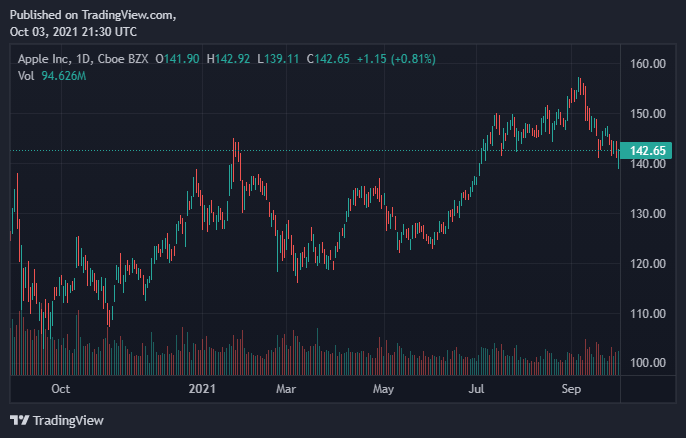 Published on TradingView.com,
Oct 03, 2021 21:30 UTC
Apple Inc, 1D, Cboe BZX O141.90 H142.92 L139.11 C142.65 +1.15 (+0.81%)
Vol 94.626M
160.00
150.00
142.65
140.00
130.00
120.00
110.00
100.00
Oct 2021 Mar May Jul Sep
TradingView